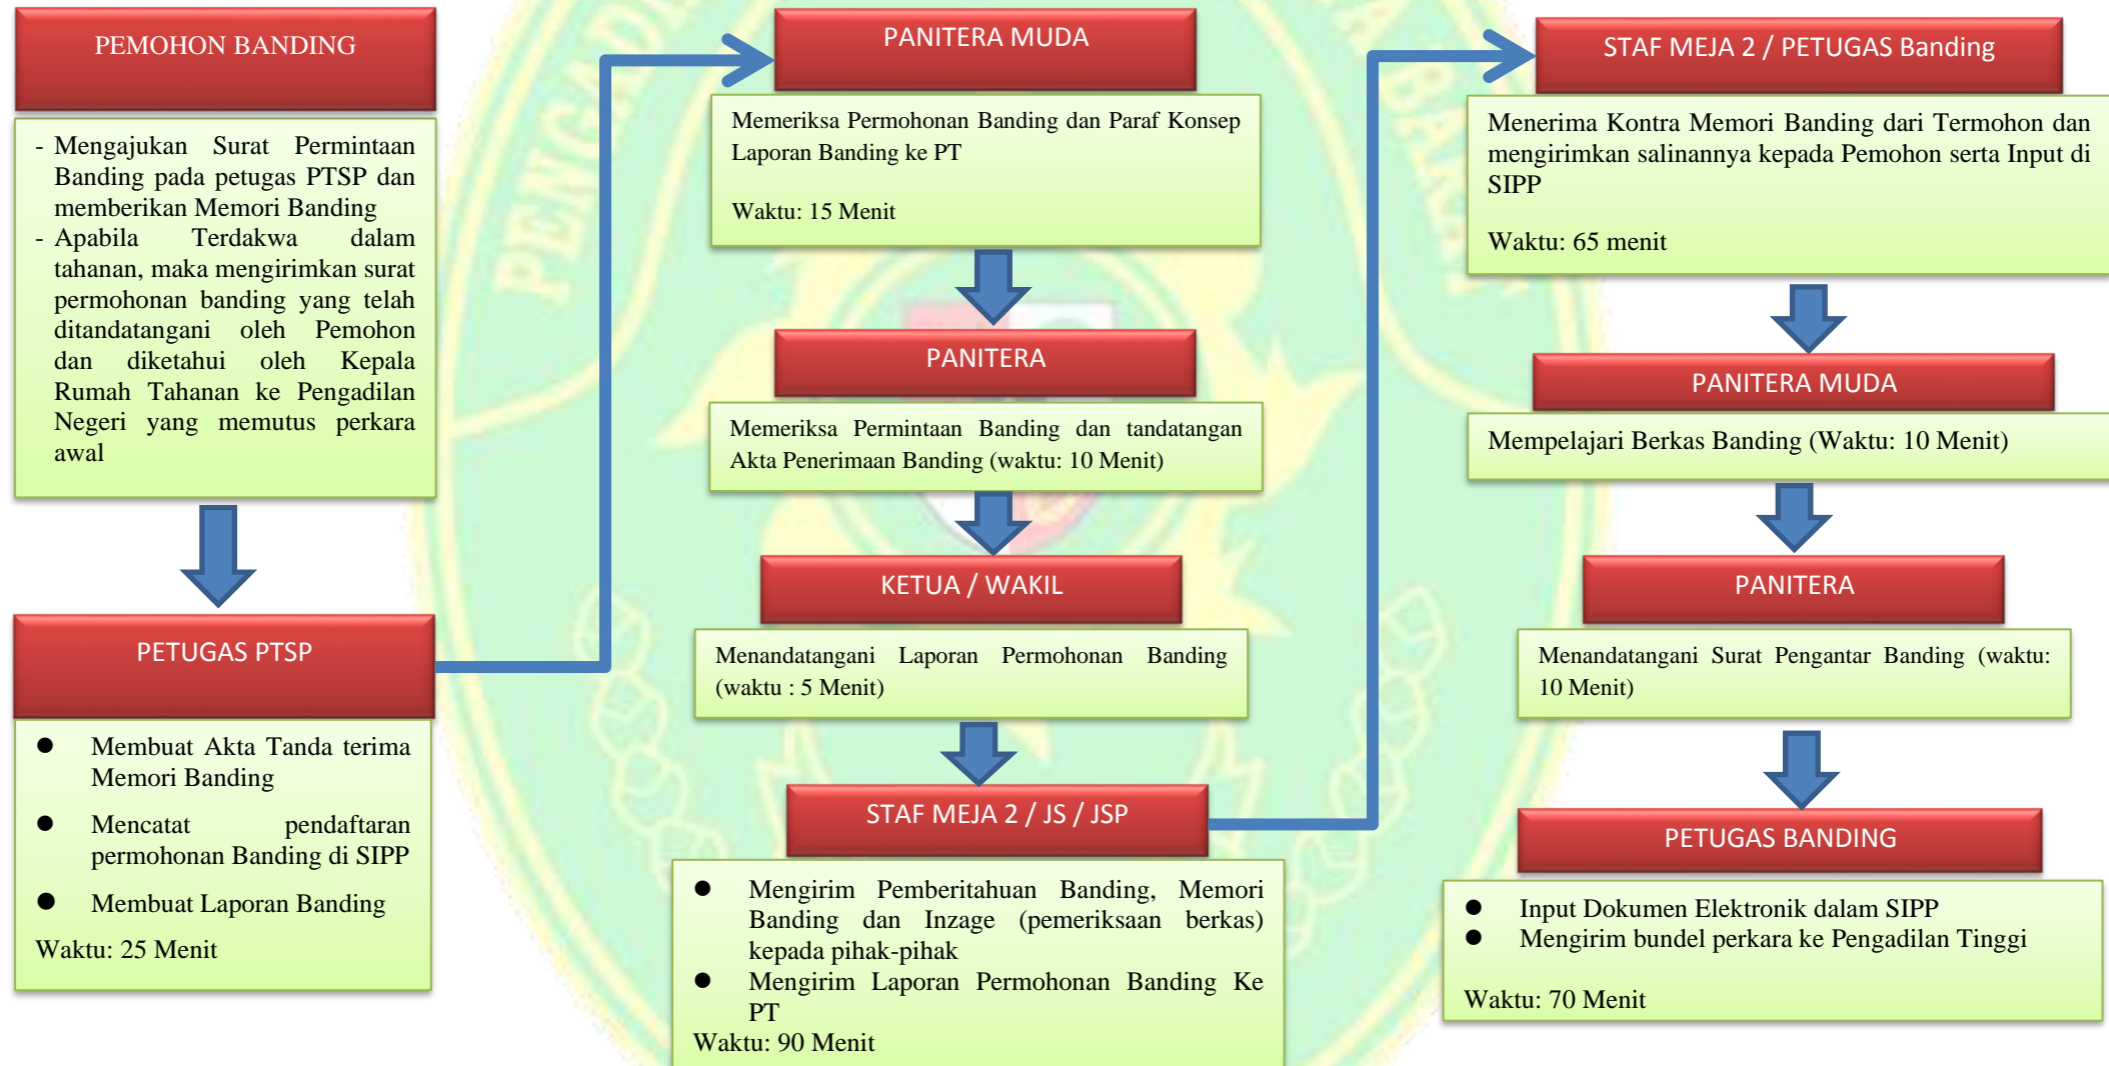 PEMOHON BANDING
- Mengajukan Surat Permintaan
Banding pada petugas PTSP dan
memberikan Memori Banding
- Apabila Terdakwa dalam
tahanan, maka mengirimkan surat
permohonan banding yang telah
ditandatangani oleh Pemohon
dan diketahui oleh Kepala
Rumah Tahanan ke Pengadilan
Negeri yang memutus perkara
awal
PETUGAS PTSP
● Membuat Akta Tanda terima
Memori Banding
● Mencatat pendaftaran
permohonan Banding di SIPP
● Membuat Laporan Banding
Waktu: 25 Menit
PANITERA MUDA
Memeriksa Permohonan Banding dan Paraf Konsep
Laporan Banding ke PT
Waktu: 15 Menit
PANITERA
Memeriksa Permintaan Banding dan tandatangan
Akta Penerimaan Banding (waktu: 10 Menit)
KETUA / WAKIL
Menandatangani Laporan Permohonan Banding
(waktu : 5 Menit)
STAF MEJA 2 / JS / JSP
● Mengirim Pemberitahuan Banding, Memori
Banding dan Inzage (pemeriksaan berkas)
kepada pihak-pihak
● Mengirim Laporan Permohonan Banding Ke
PT
Waktu: 90 Menit
STAF MEJA 2 / PETUGAS Banding
Menerima Kontra Memori Banding dari Termohon dan
mengirimkan salinannya kepada Pemohon serta Input di
SIPP
Waktu: 65 menit
PANITERA MUDA
Mempelajari Berkas Banding (Waktu: 10 Menit)
PANITERA
Menandatangani Surat Pengantar Banding (waktu:
10 Menit)
PETUGAS BANDING
● Input Dokumen Elektronik dalam SIPP
● Mengirim bundel perkara ke Pengadilan Tinggi
Waktu: 70 Menit